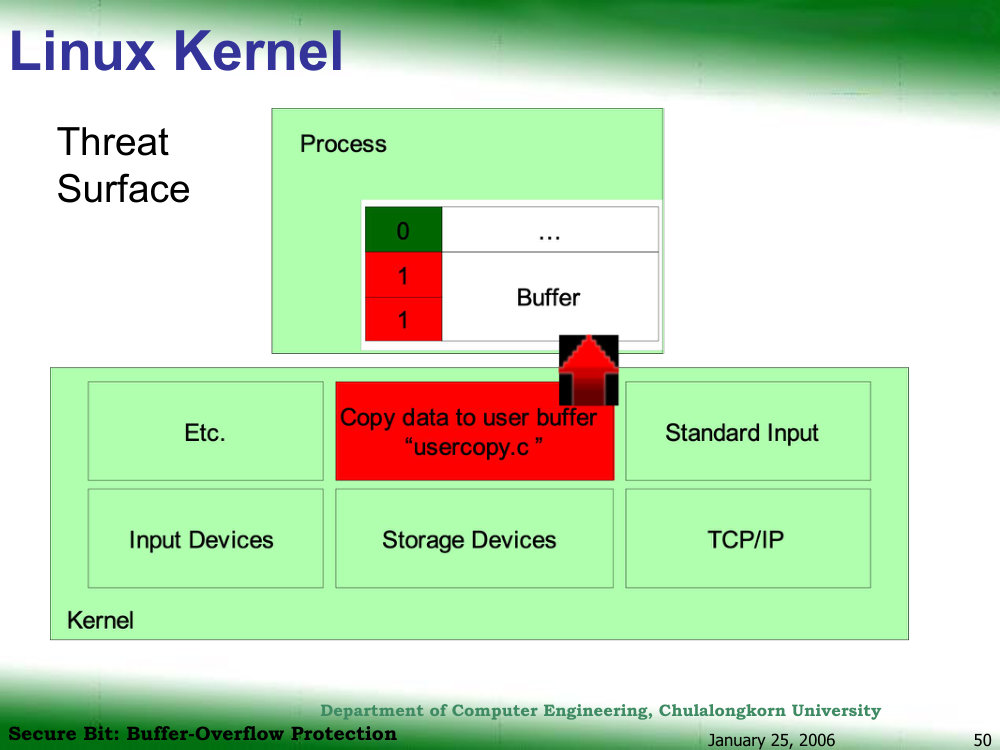 Linux Kernel
Threat
Surface
Process
0
...
1
Buffer
1
Etc.
Copy data to user buffer
“usercopy.c ”
Standard Input
Input Devices
Storage Devices
TCP/IP
Kernel
Department of Computer Engineering, Chulalongkorn University
Secure Bit: Buffer-Overflow Protection
January 25, 2006
50